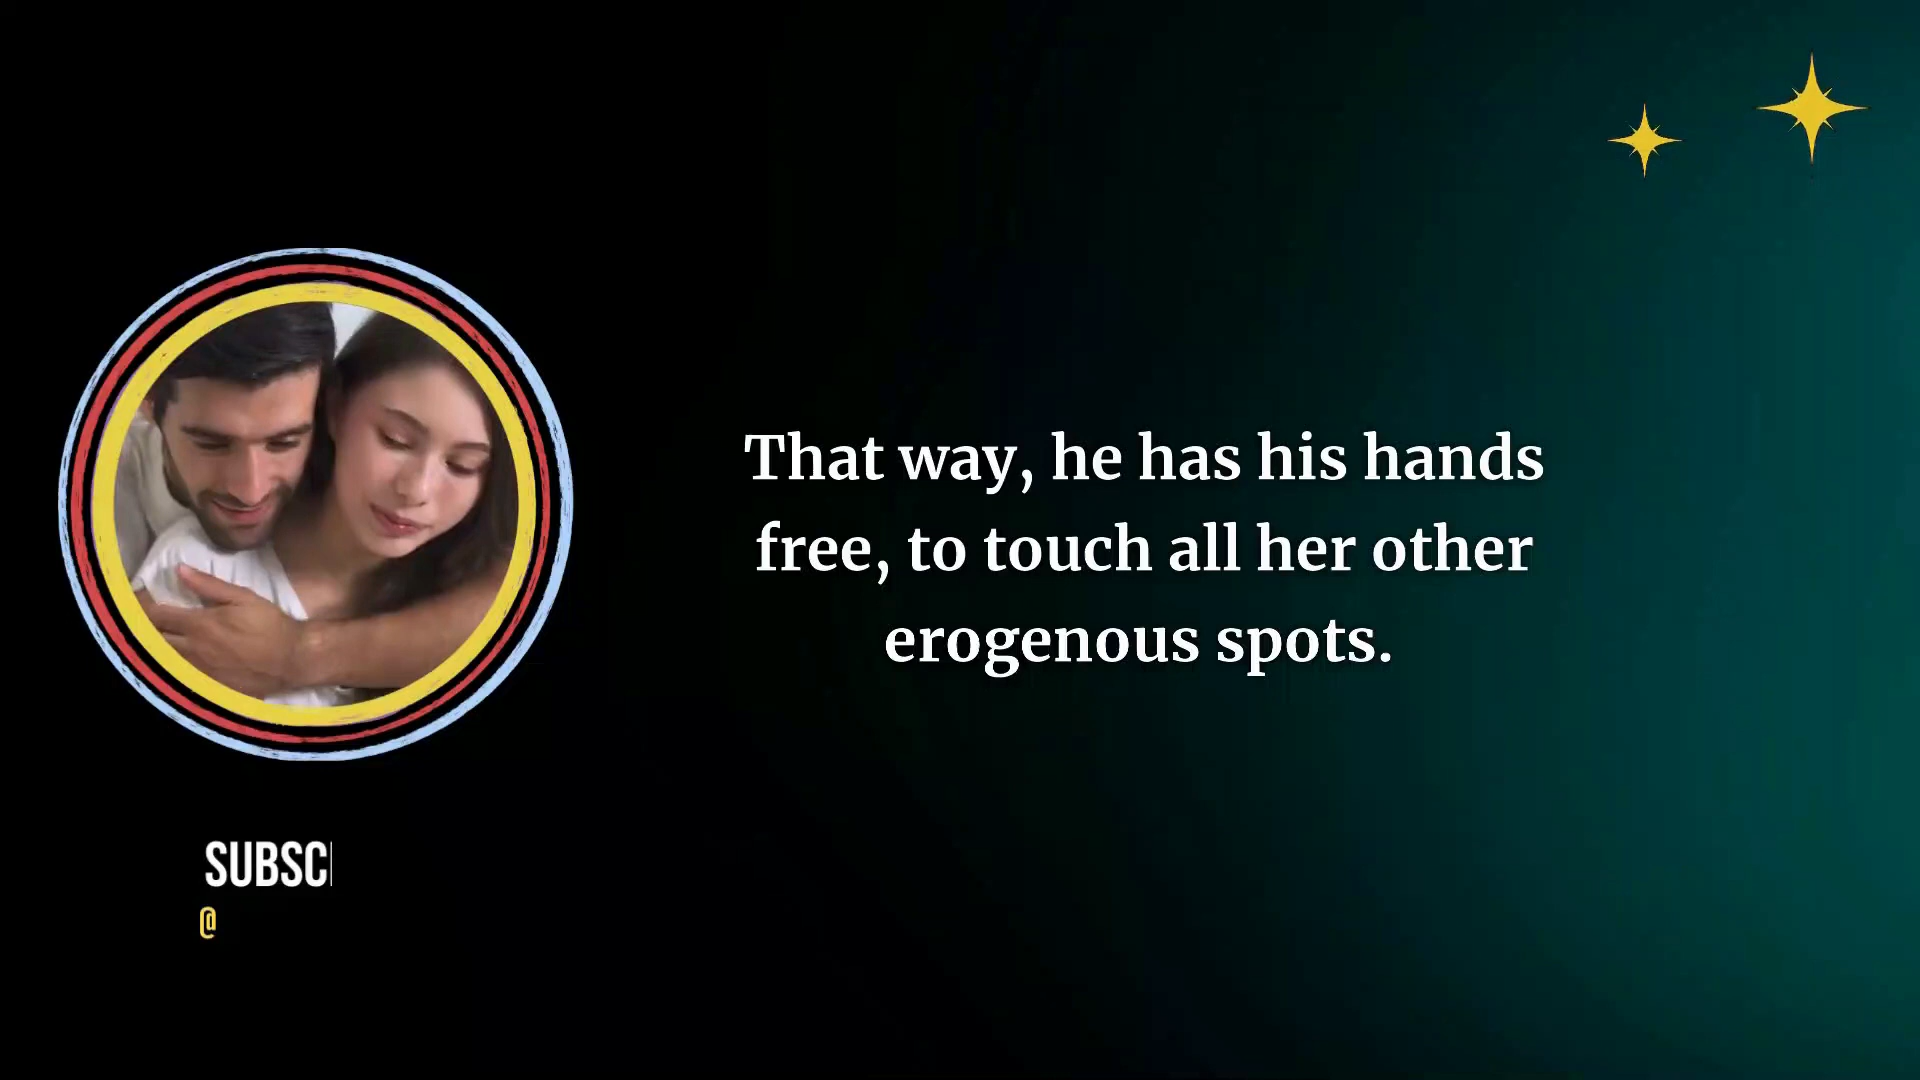 That way, he has his hands
free, to touch all her other
erogenous spots.
SUBSC
@